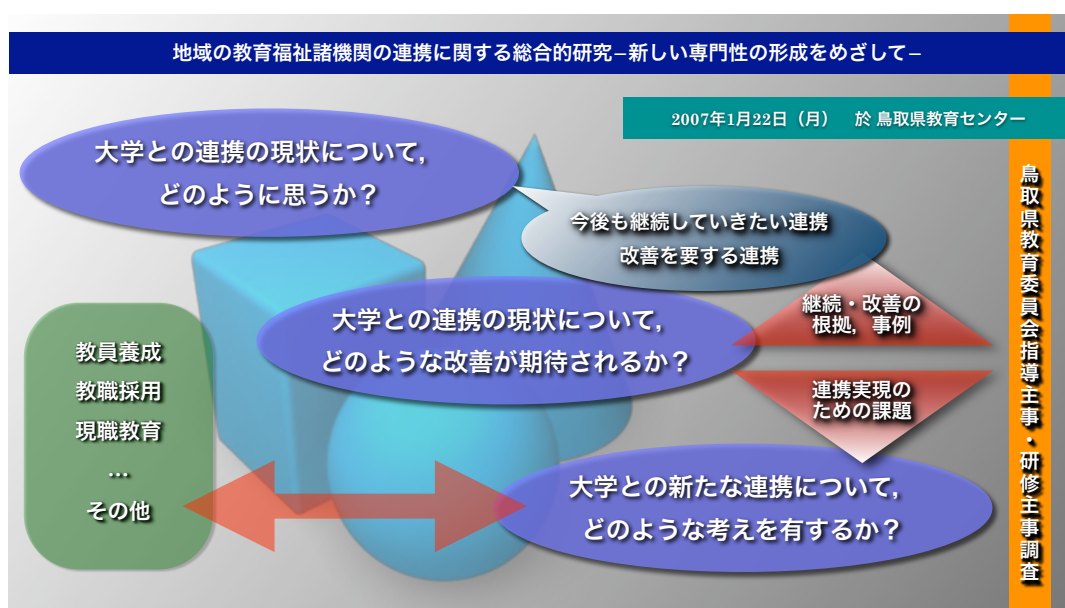 地域の教育福祉諸機関の連携に関する総合的研究−新しい専門性の形成をめざして−
2007年1月22日（月）　於 鳥取県教育センター
大学との連携の現状について,
どのように思うか？
今後も継続していきたい連携
改善を要する連携
大学との連携の現状について,
どのような改善が期待されるか？
継続・改善の
根拠，事例
連携実現の
ための課題
教員養成
教職採用
現職教育
…
その他
大学との新たな連携について,
どのような考えを有するか？
鳥取県教育委員会指導主事・研修主事調査